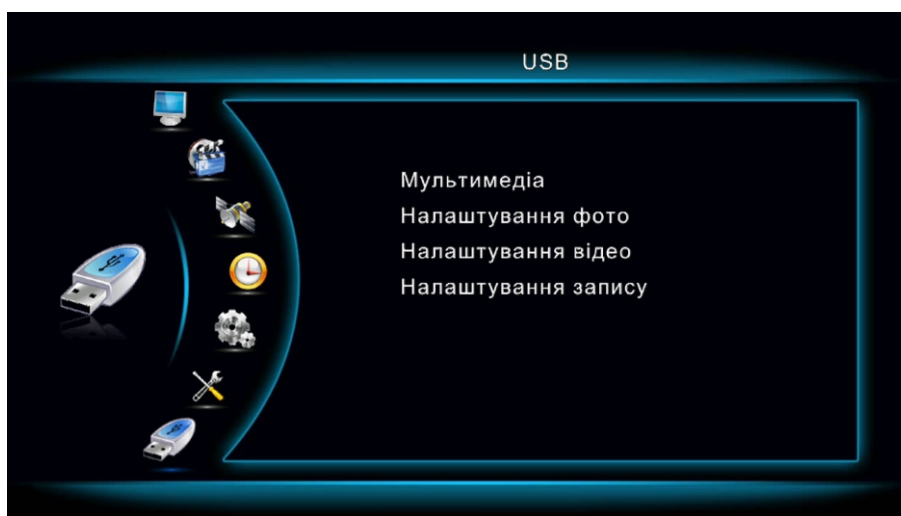 USB
Мультимедіа
Налаштування фото
Налаштування відео
Налаштування запису